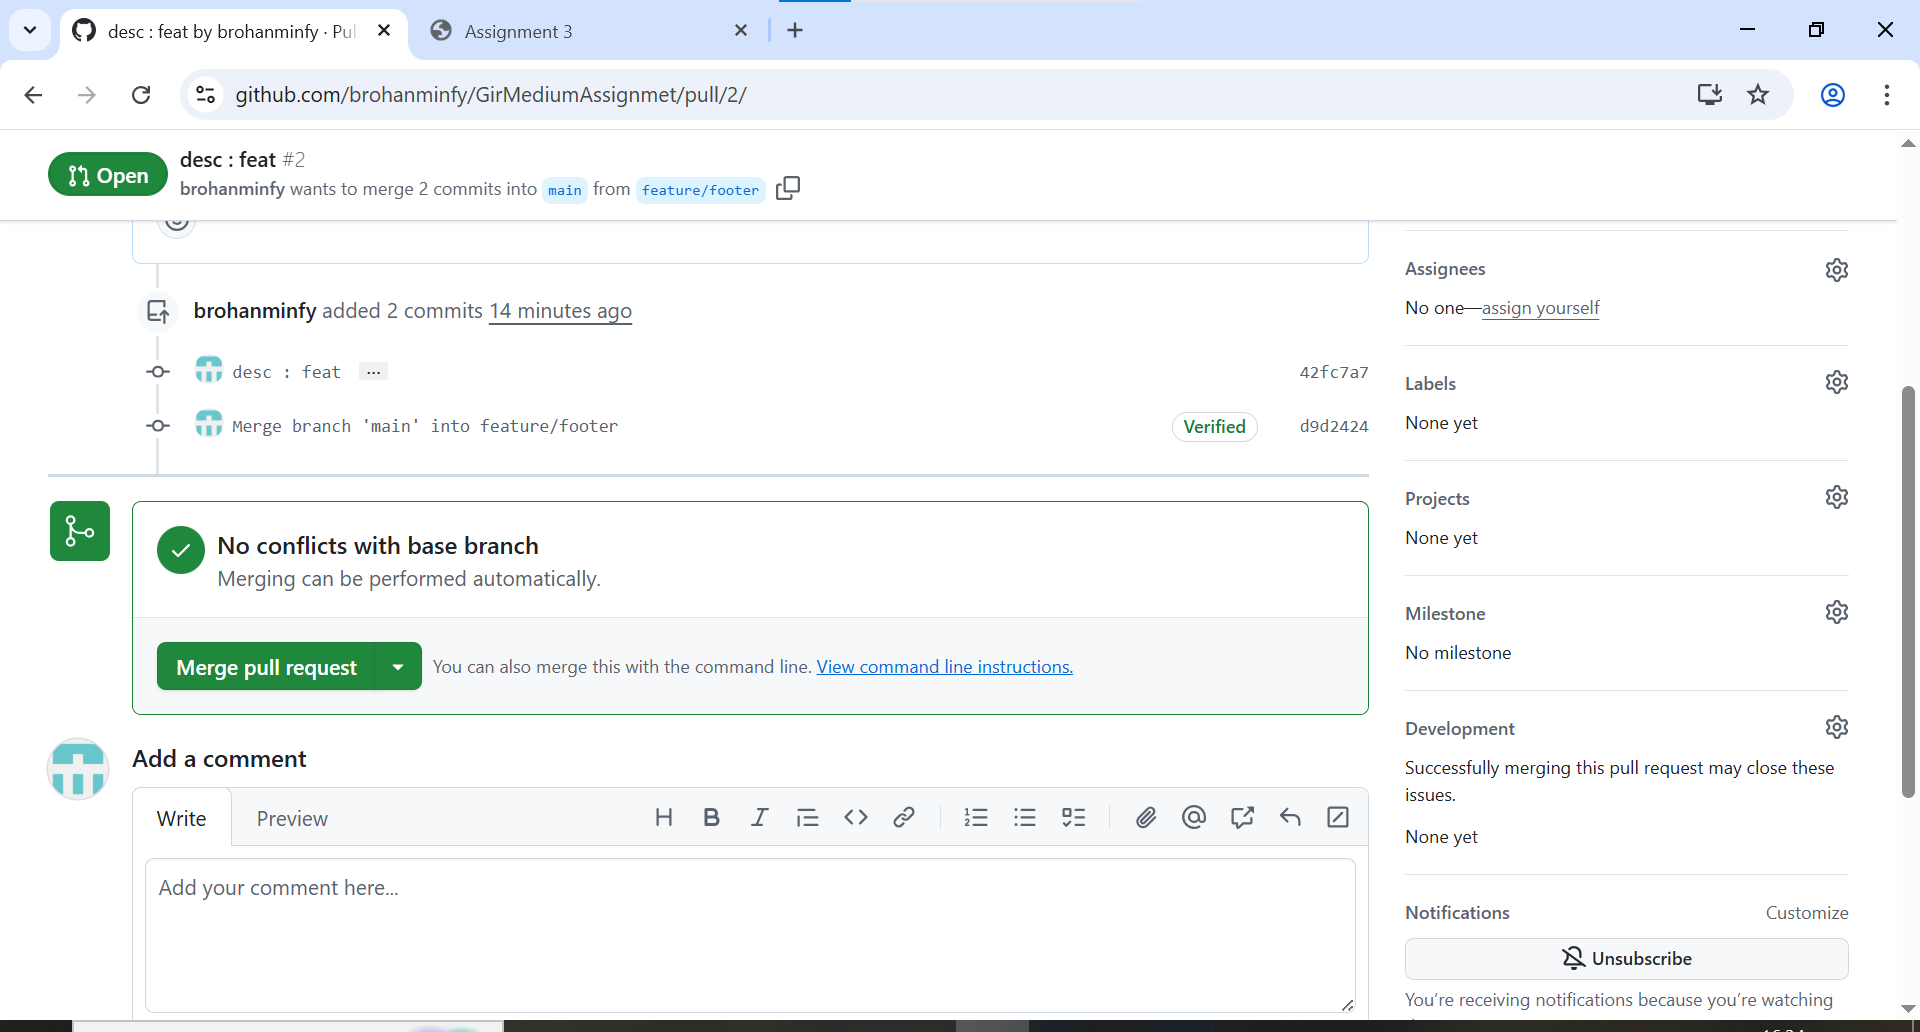 desc : feat by brohanminfy · Pul
Assignment 3
github.com/brohanminfy/GirMediumAssignmet/pull/2/
Open
desc : feat #2
brohanminfy wants to merge 2 commits into main from feature/footer
brohanminfy added 2 commits 14 minutes ago
desc : feat ...
42fc7a7
Merge branch 'main' into feature/footer
Verified
d9d2424
No conflicts with base branch
Merging can be performed automatically.
Merge pull request
You can also merge this with the command line. View command line instructions.
Add a comment
Write
Preview
Add your comment here...
Assignees
No one—assign yourself
Labels
None yet
Projects
None yet
Milestone
No milestone
Development
Successfully merging this pull request may close these
issues.
None yet
Notifications
Customize
Unsubscribe
You’re receiving notifications because you’re watching